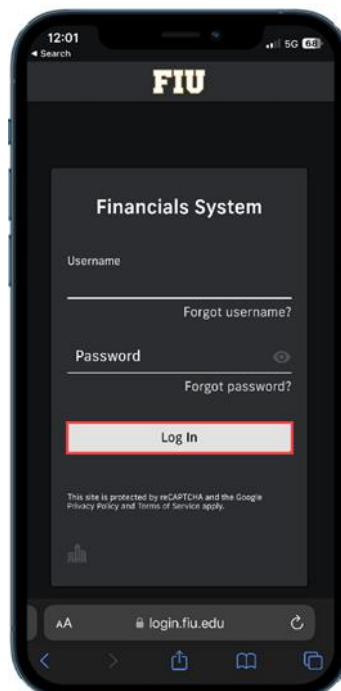 12:01
5G 68
Search
FIU
Financials System
Username
Forgot username?
Password
Forgot password?
Log In
This site is protected by reCAPTCHA and the Google
Privacy Policy and Terms of Service apply.
AA
login.fiu.edu